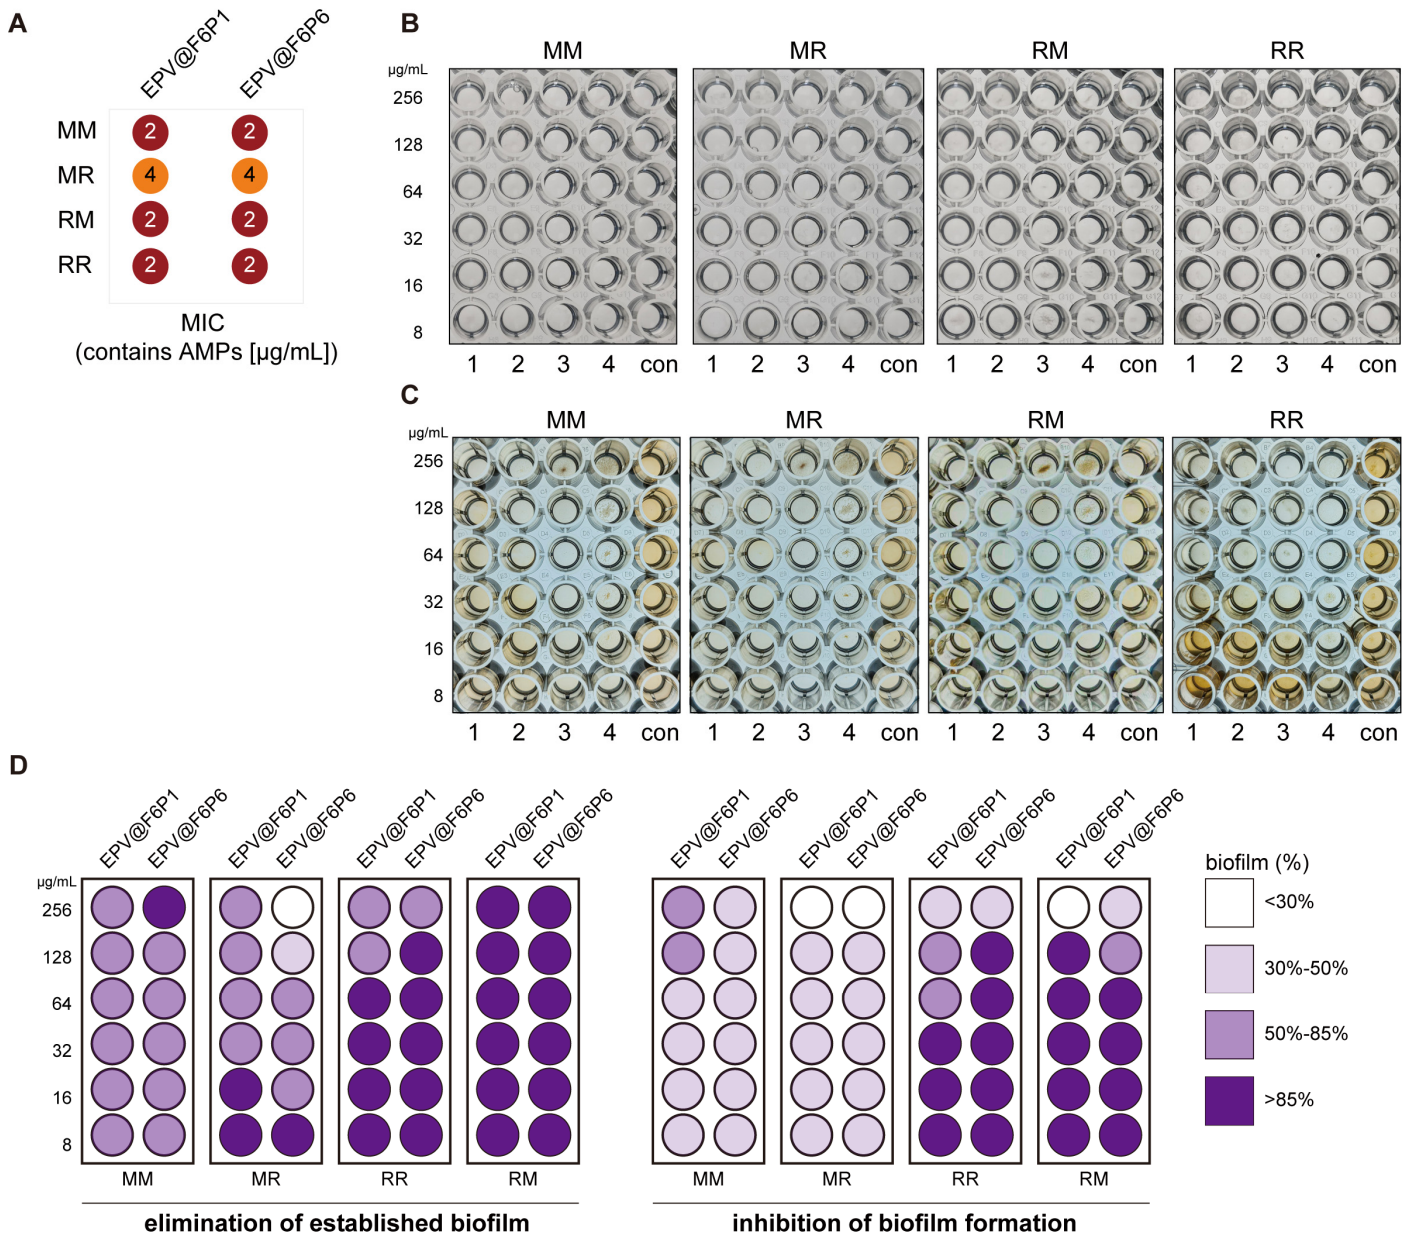 A
EPV@F6P1 EPV@F6P6
MM 2 2
MR 4 4
RM 2 2
RR 2 2
MIC
(contains AMPs [µg/mL])
B
MM MR RM RR
µg/mL
256
128
64
32
16
8
1 2 3 4 con 1 2 3 4 con 1 2 3 4 con 1 2 3 4 con
C
MM MR RM RR
µg/mL
256
128
64
32
16
8
1 2 3 4 con 1 2 3 4 con 1 2 3 4 con 1 2 3 4 con
D
EPV@F6P1 EPV@F6P6 EPV@F6P1 EPV@F6P6 EPV@F6P1 EPV@F6P6 EPV@F6P1 EPV@F6P6 EPV@F6P1 EPV@F6P6 EPV@F6P1 EPV@F6P6 EPV@F6P1 EPV@F6P6 EPV@F6P1 EPV@F6P6
µg/mL
256
128
64
32
16
8
MM MR RR RM MM MR RR RM
elimination of established biofilm
inhibition of biofilm formation
biofilm (%)
<30%
30%-50%
50%-85%
>85%